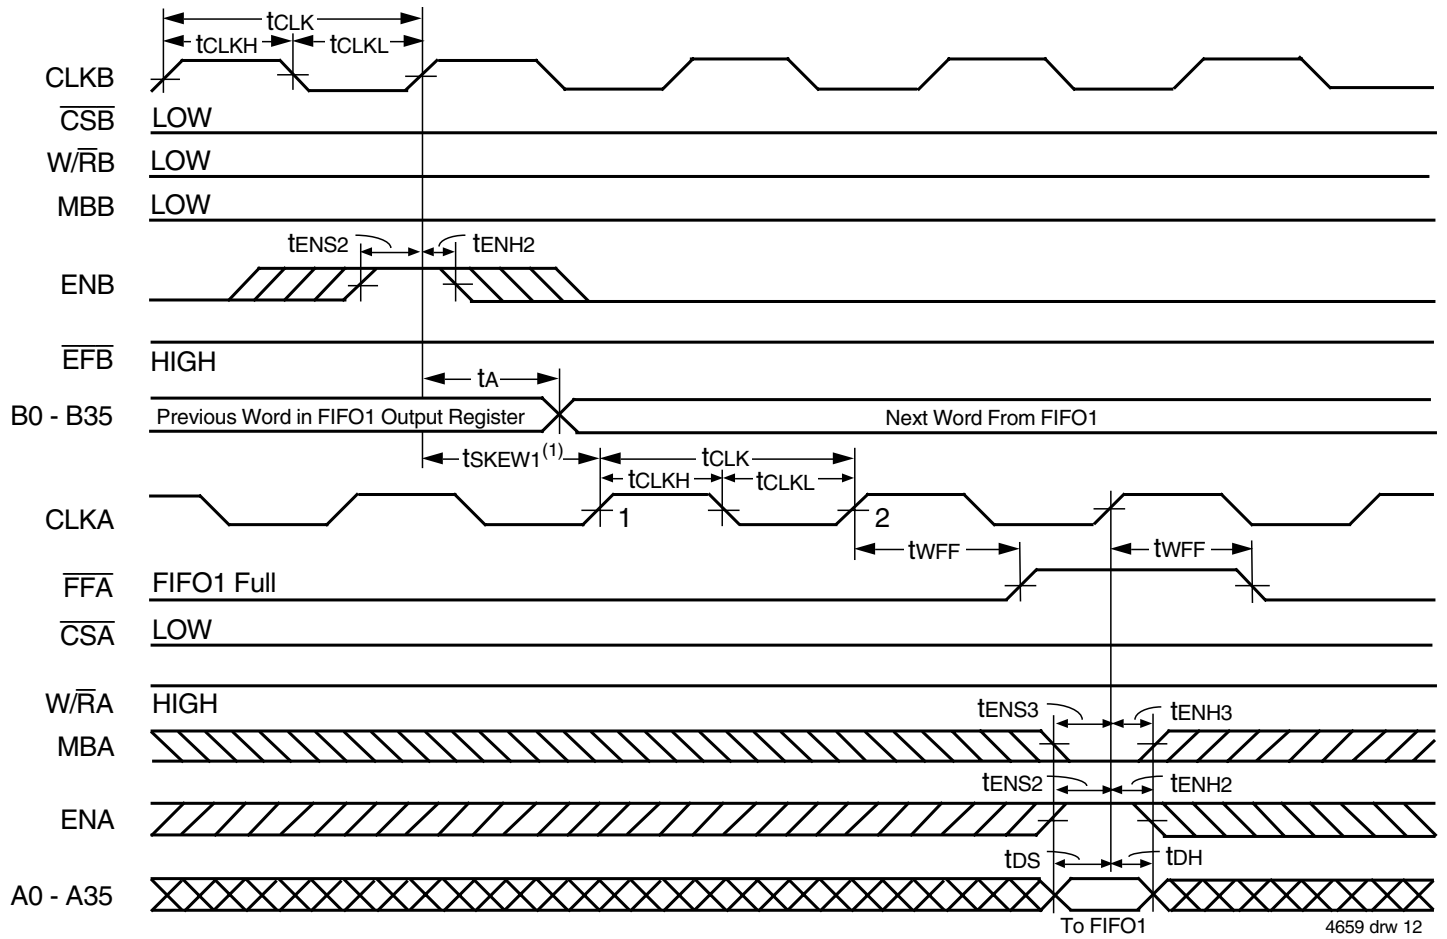 tCLK
tCLKH tCLKL
CLKB
CSB LOW
W/RB LOW
MBB LOW
tENS2 tENH2
ENB
EFB HIGH
tA
B0 - B35 Previous Word in FIFO1 Output Register Next Word From FIFO1
tSKEW1(1) tCLK
tCLKH tCLKL
CLKA 1 2
tWFF tWFF
FFA FIFO1 Full
CSA LOW
W/RA HIGH
tENS3 tENH3
MBA
tENS2 tENH2
ENA
tDS tDH
A0 - A35
To FIFO1 4659 drw 12